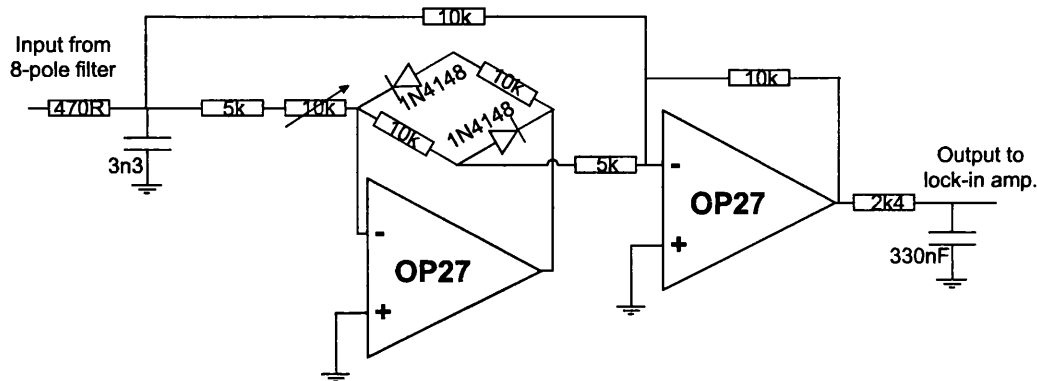 10k
Input from
8-pole filter
470R
5k
10k
1N4148
10k
10k
1N4148
10k
5k
3n3
-
+
OP27
-
+
OP27
Output to
lock-in amp.
2k4
330nF